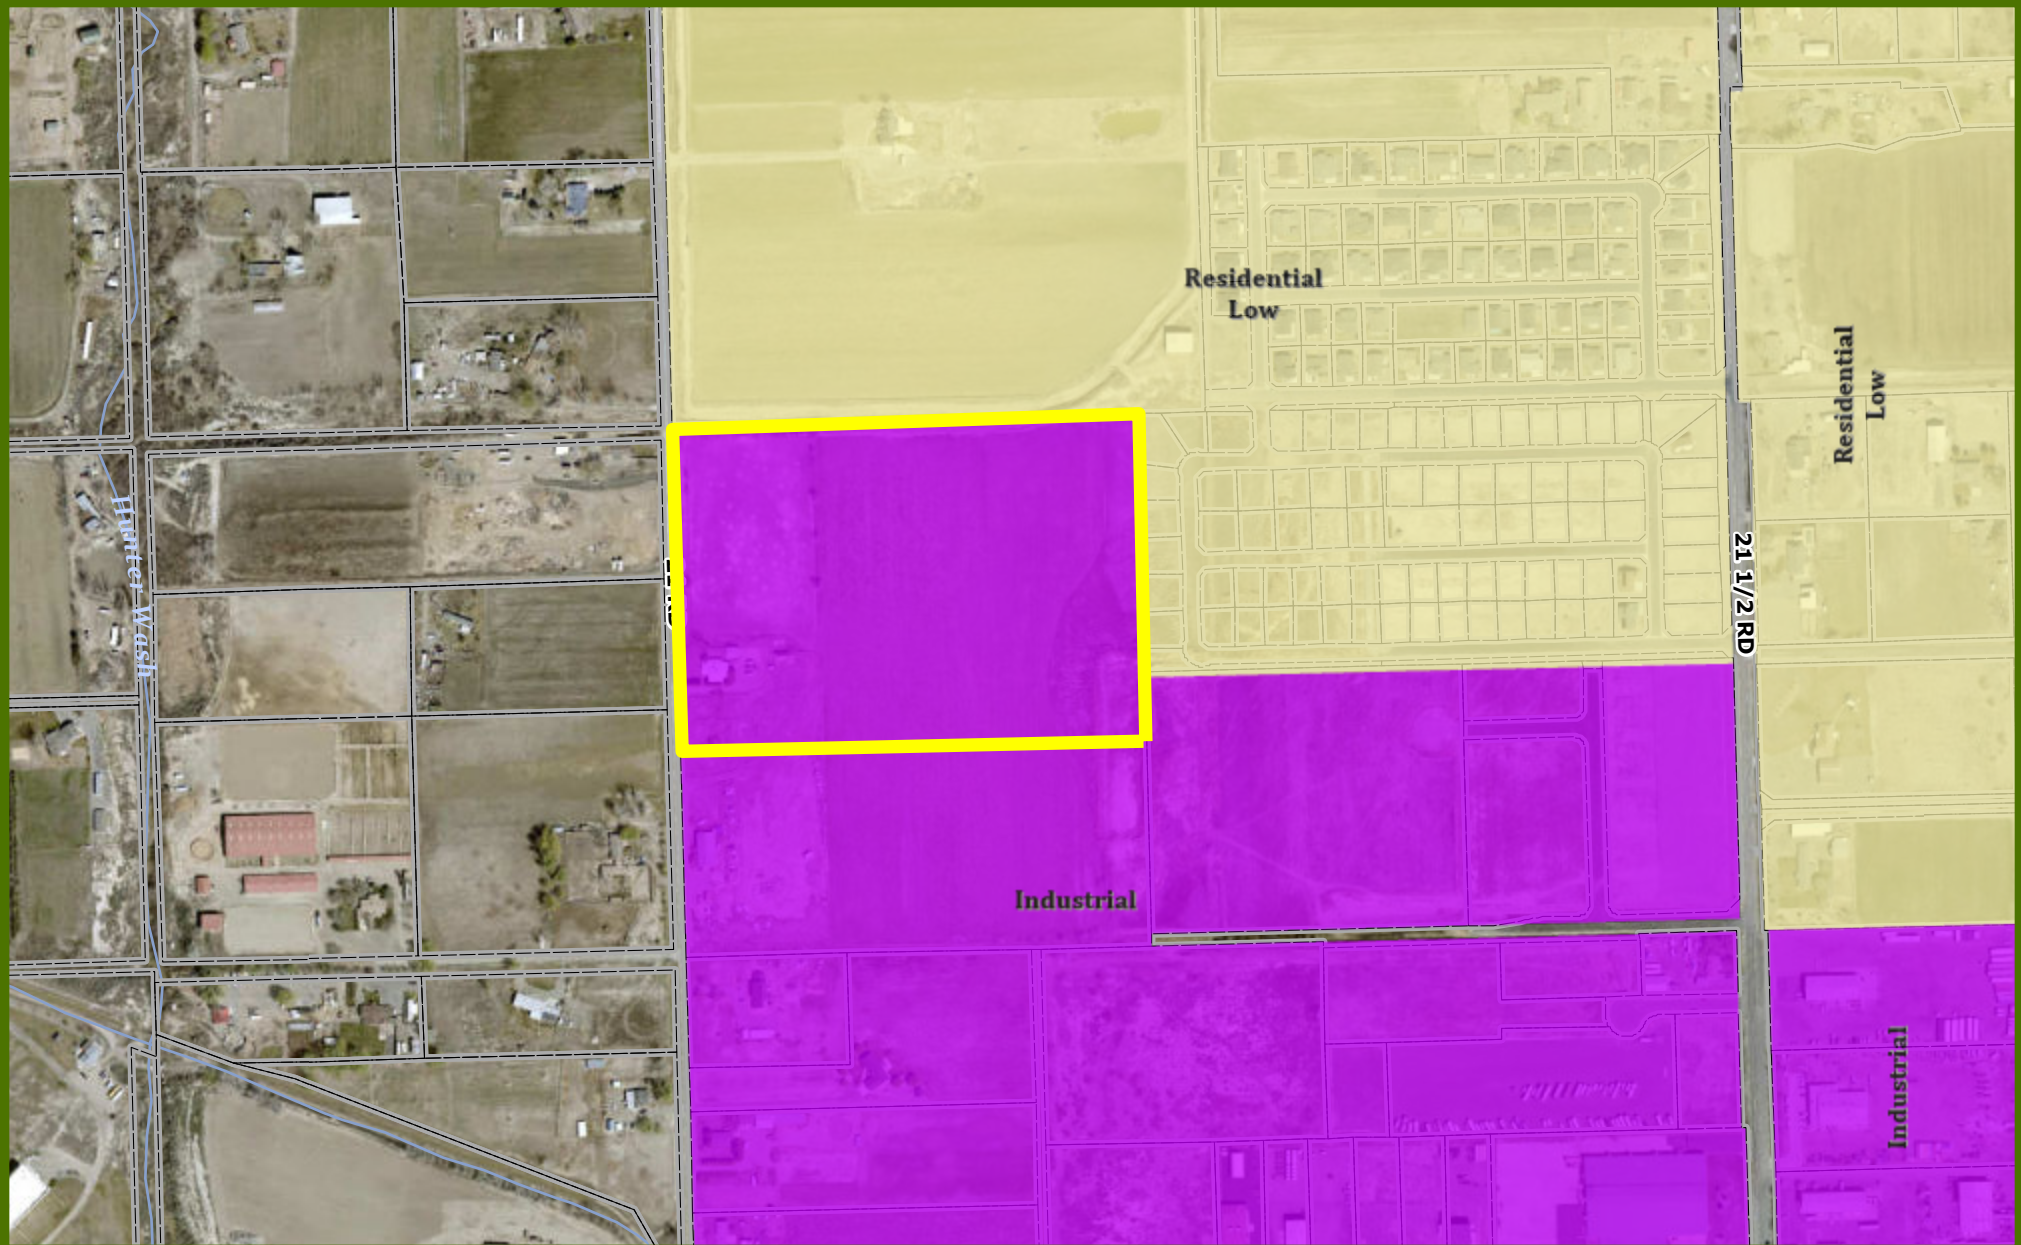 Residential
Low
Residential
Low
Hunter Wash
21 1/2 RD
Industrial
Industrial